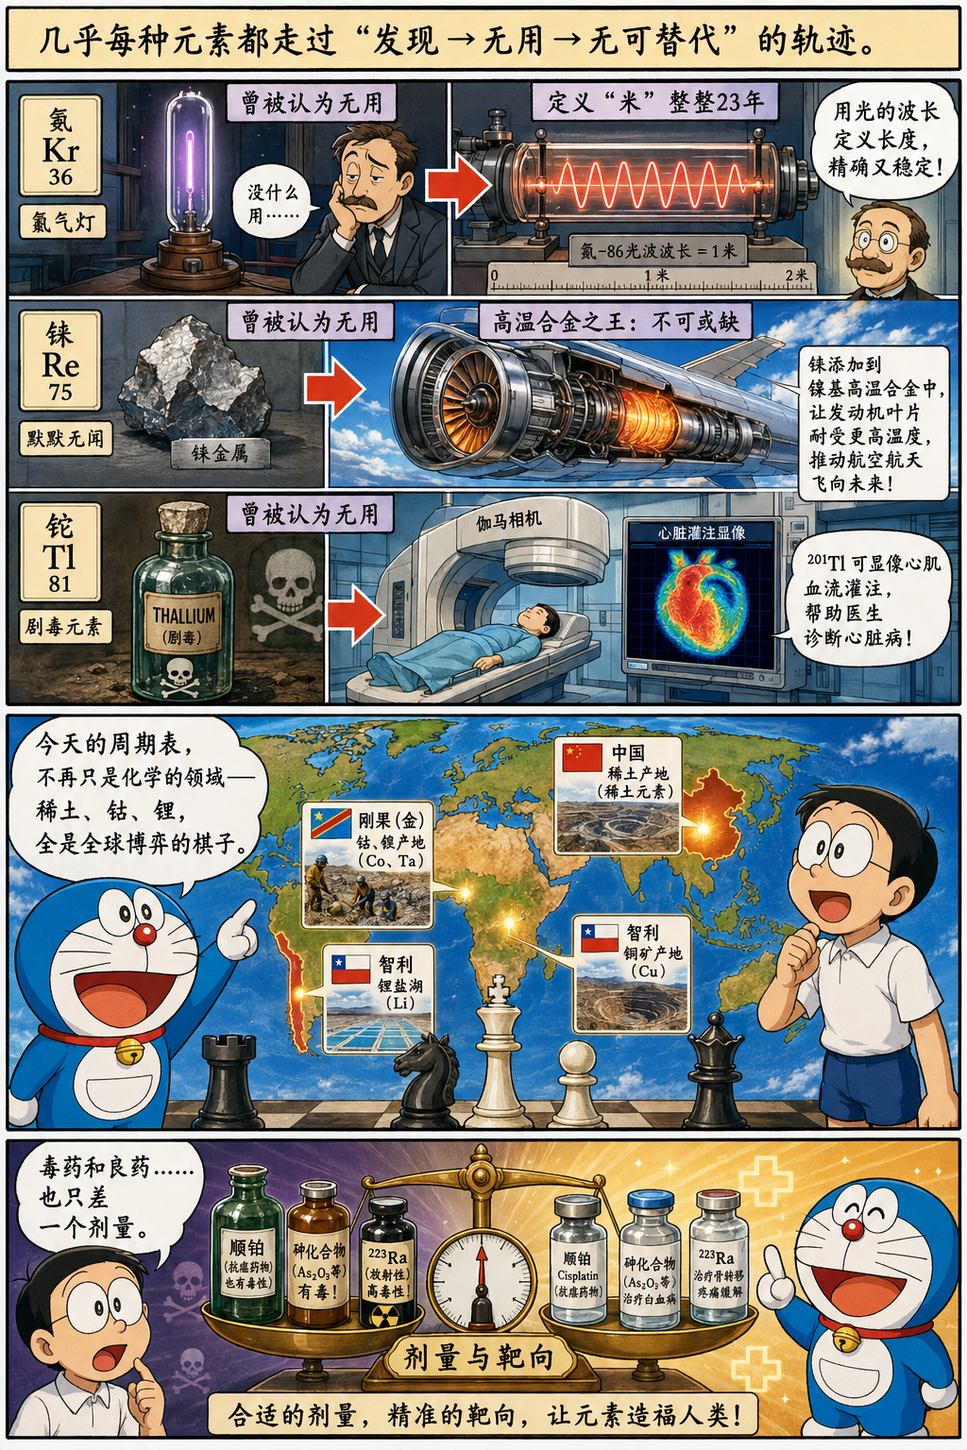 几乎每种元素都走过“发现→无用→无可替代”的轨迹。
氪
Kr
36
氪气灯
曾被认为无用
没什么
用……
定义“米”整整23年
用光的波长
定义长度，
精确又稳定！
氪-86光波波长=1米
0 1米 2米
铼
Re
75
默默无闻
曾被认为无用
铼金属
高温合金之王：不可或缺
铼添加到
镍基高温合金中，
让发动机叶片
耐受更高温度，
推动航空航天
飞向未来！
铊
Tl
81
剧毒元素
曾被认为无用
THALLIUM
(剧毒)
伽马相机
心脏灌注显像
²⁰¹Tl 可显像心肌
血流灌注，
帮助医生
诊断心脏病！
今天的周期表，
不再只是化学的领域——
稀土、钴、锂，
全是全球博弈的棋子。
中国
稀土产地
(稀土元素)
刚果(金)
钴、钽产地
(Co、Ta)
智利
锂盐湖
(Li)
智利
铜矿产地
(Cu)
毒药和良药……
也只差
一个剂量。
顺铂
(抗癌药物)
也有毒性)
砷化合物
(As₂O₃等)
有毒！
²²³Ra
(放射性)
高毒性！
顺铂
Cisplatin
(抗癌药物)
砷化合物
(As₂O₃等)
治疗白血病
²²³Ra
治疗骨转移
疼痛缓解
剂量与靶向
合适的剂量，精准的靶向，让元素造福人类！